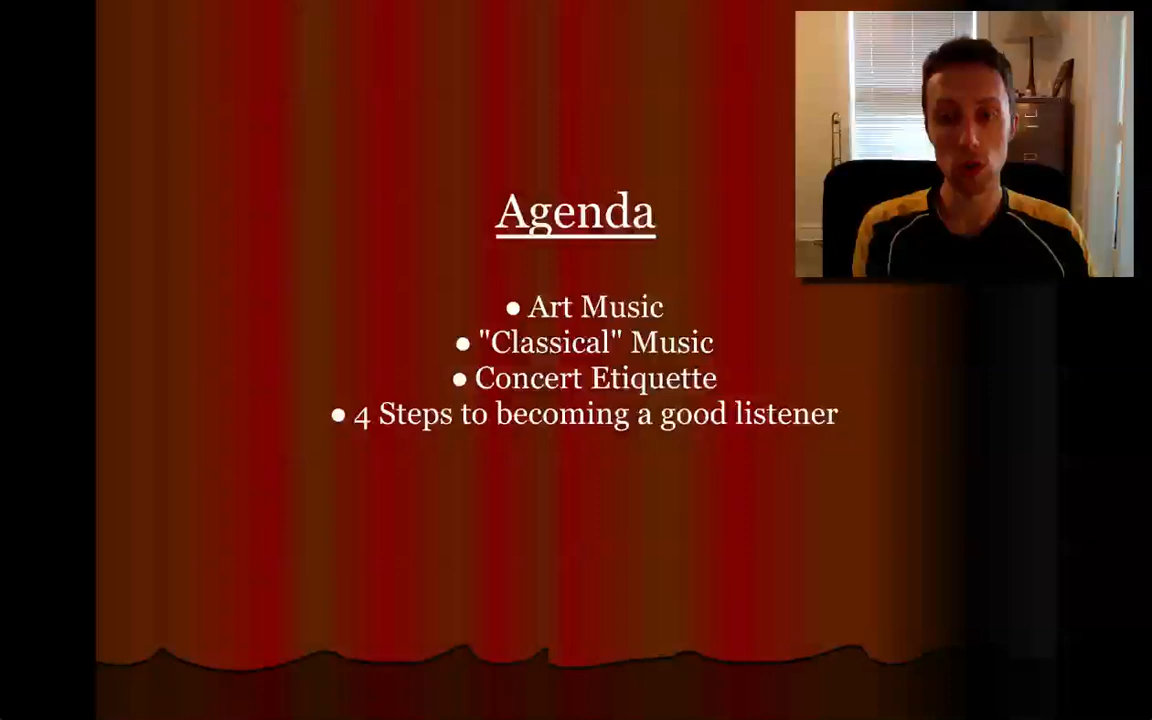 Agenda
● Art Music
● "Classical" Music
● Concert Etiquette
● 4 Steps to becoming a good listener